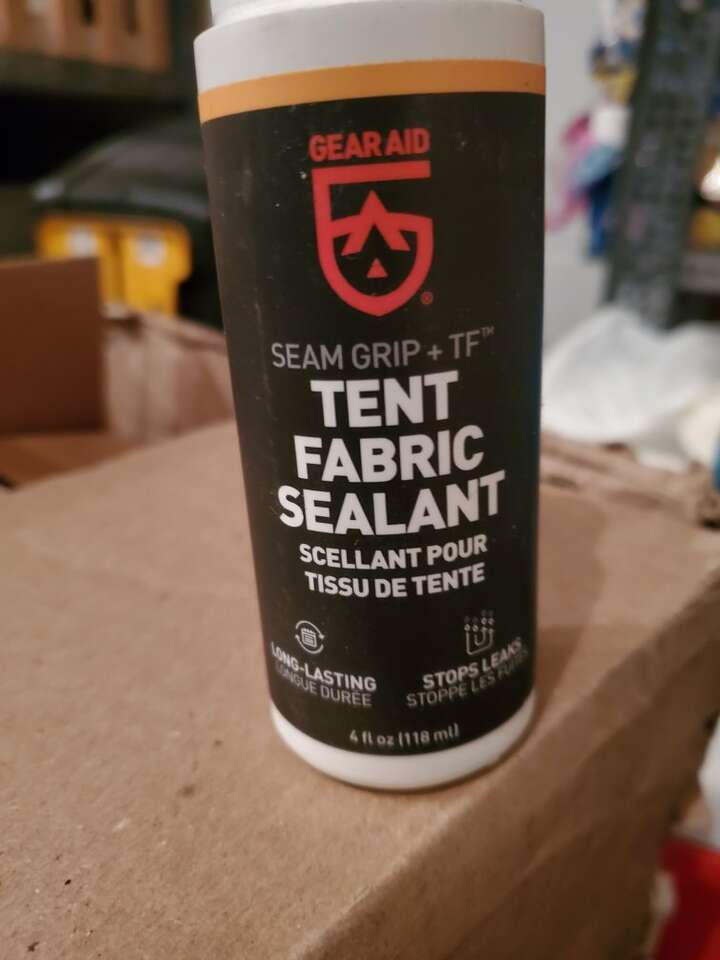 GEAR AID
®
SEAM GRIP + TF™
TENT
FABRIC
SEALANT
SCELLANT POUR
TISSU DE TENTE
LONG-LASTING
LONGUE DURÉE
STOPS LEAKS
STOPPE LES FUITES
4 fl oz (118 ml)